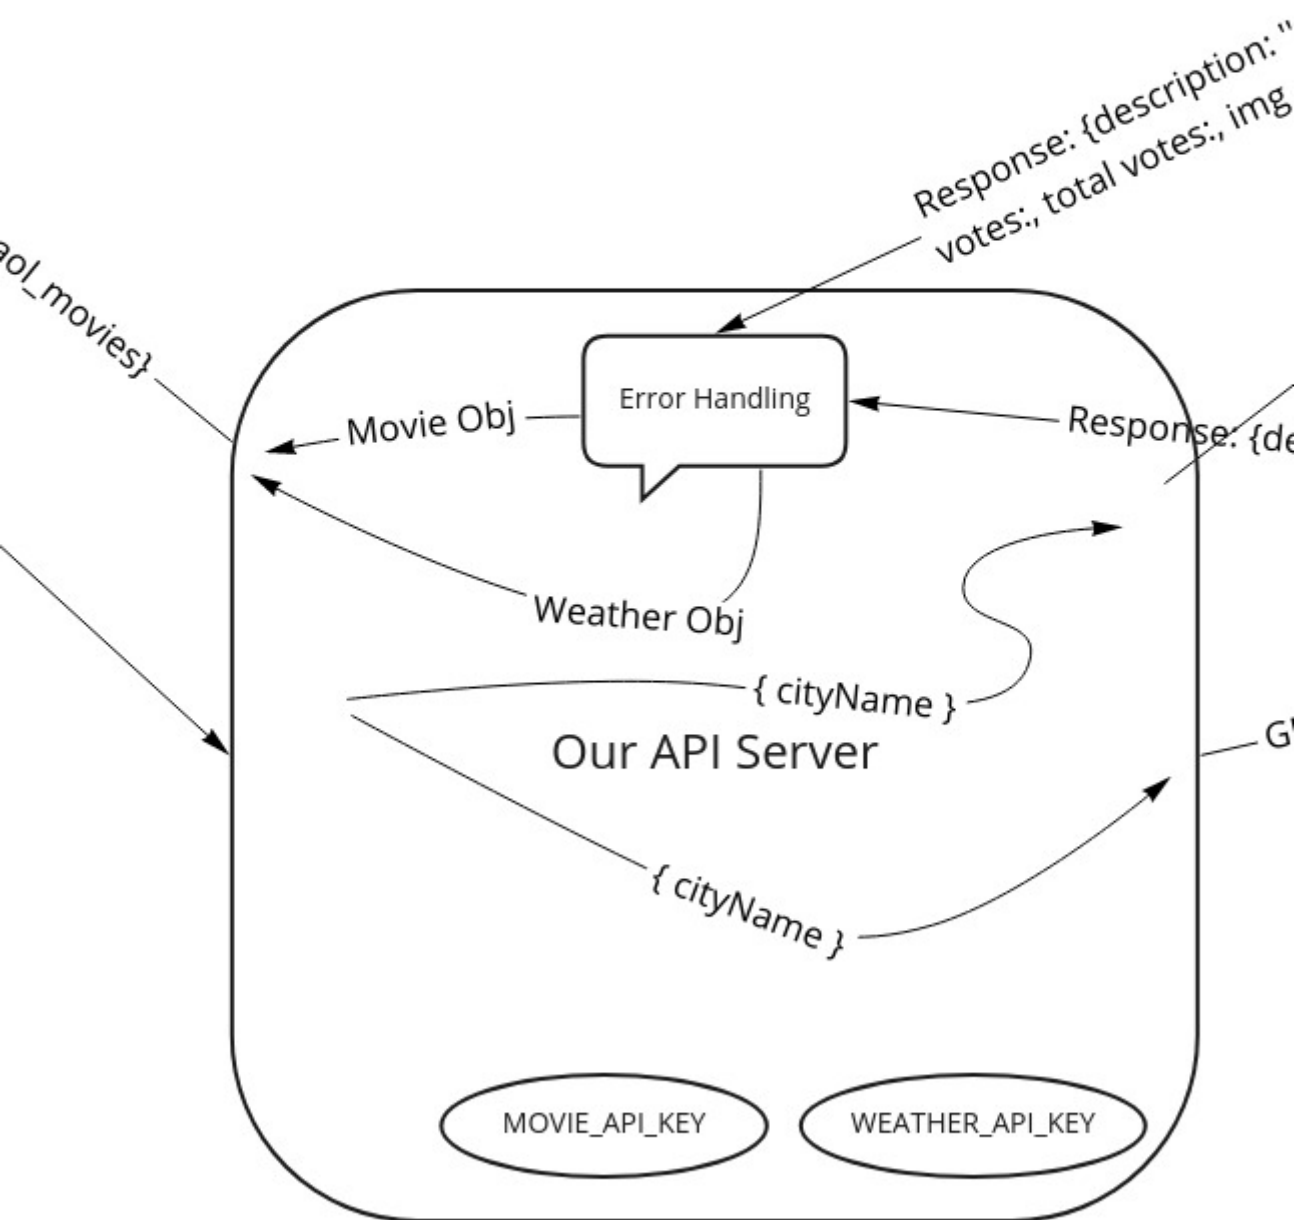 Response: {description: "
votes:, total votes:, img
aol_movies}
Error Handling
Movie Obj
Response: {de
Weather Obj
{ cityName }
Our API Server
{ cityName }
MOVIE_API_KEY
WEATHER_API_KEY